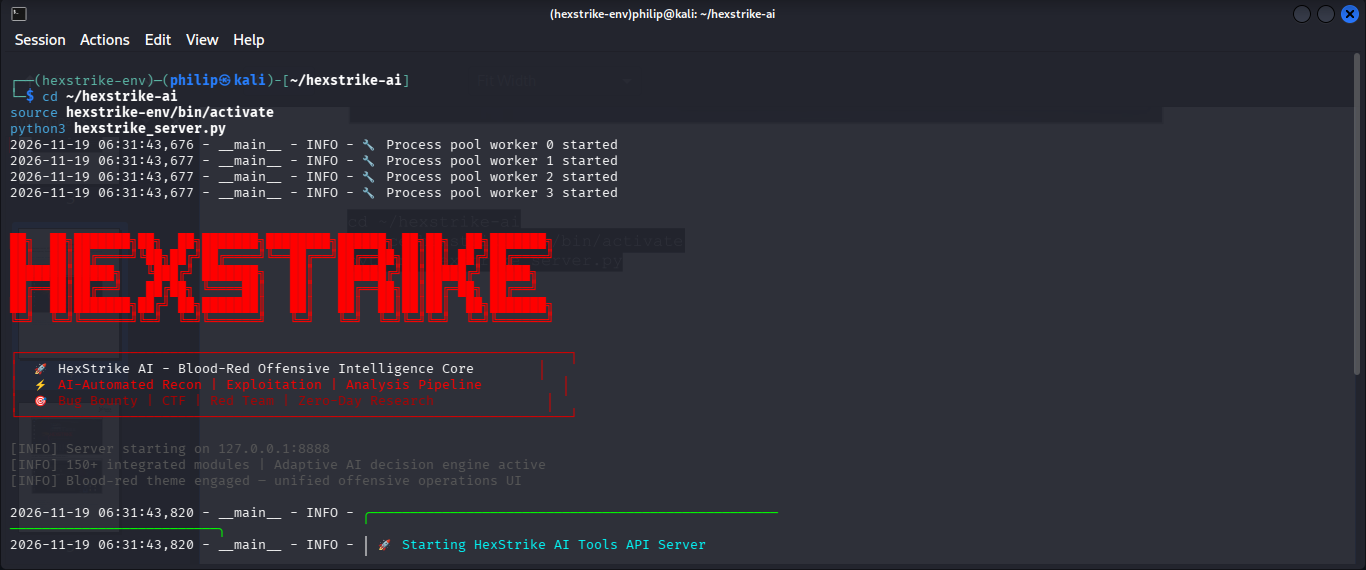 (hexstrike-env)philip@kali: ~/hexstrike-ai
Session Actions Edit View Help
┌──(hexstrike-env)─(philip㉿kali)-[~/hexstrike-ai]
└─$ cd ~/hexstrike-ai
source hexstrike-env/bin/activate
python3 hexstrike_server.py
2026-11-19 06:31:43,676 - __main__ - INFO - 🔧 Process pool worker 0 started
2026-11-19 06:31:43,677 - __main__ - INFO - 🔧 Process pool worker 1 started
2026-11-19 06:31:43,677 - __main__ - INFO - 🔧 Process pool worker 2 started
2026-11-19 06:31:43,677 - __main__ - INFO - 🔧 Process pool worker 3 started
cd ~/hexstrike-ai
/bin/activate
server.py
HEXSTRIKE
🚀 HexStrike AI - Blood-Red Offensive Intelligence Core
⚡ AI-Automated Recon | Exploitation | Analysis Pipeline
🎯 Bug Bounty | CTF | Red Team | Zero-Day Research
[INFO] Server starting on 127.0.0.1:8888
[INFO] 150+ integrated modules | Adaptive AI decision engine active
[INFO] Blood-red theme engaged — unified offensive operations UI
2026-11-19 06:31:43,820 - __main__ - INFO -
2026-11-19 06:31:43,820 - __main__ - INFO - │ 🚀 Starting HexStrike AI Tools API Server